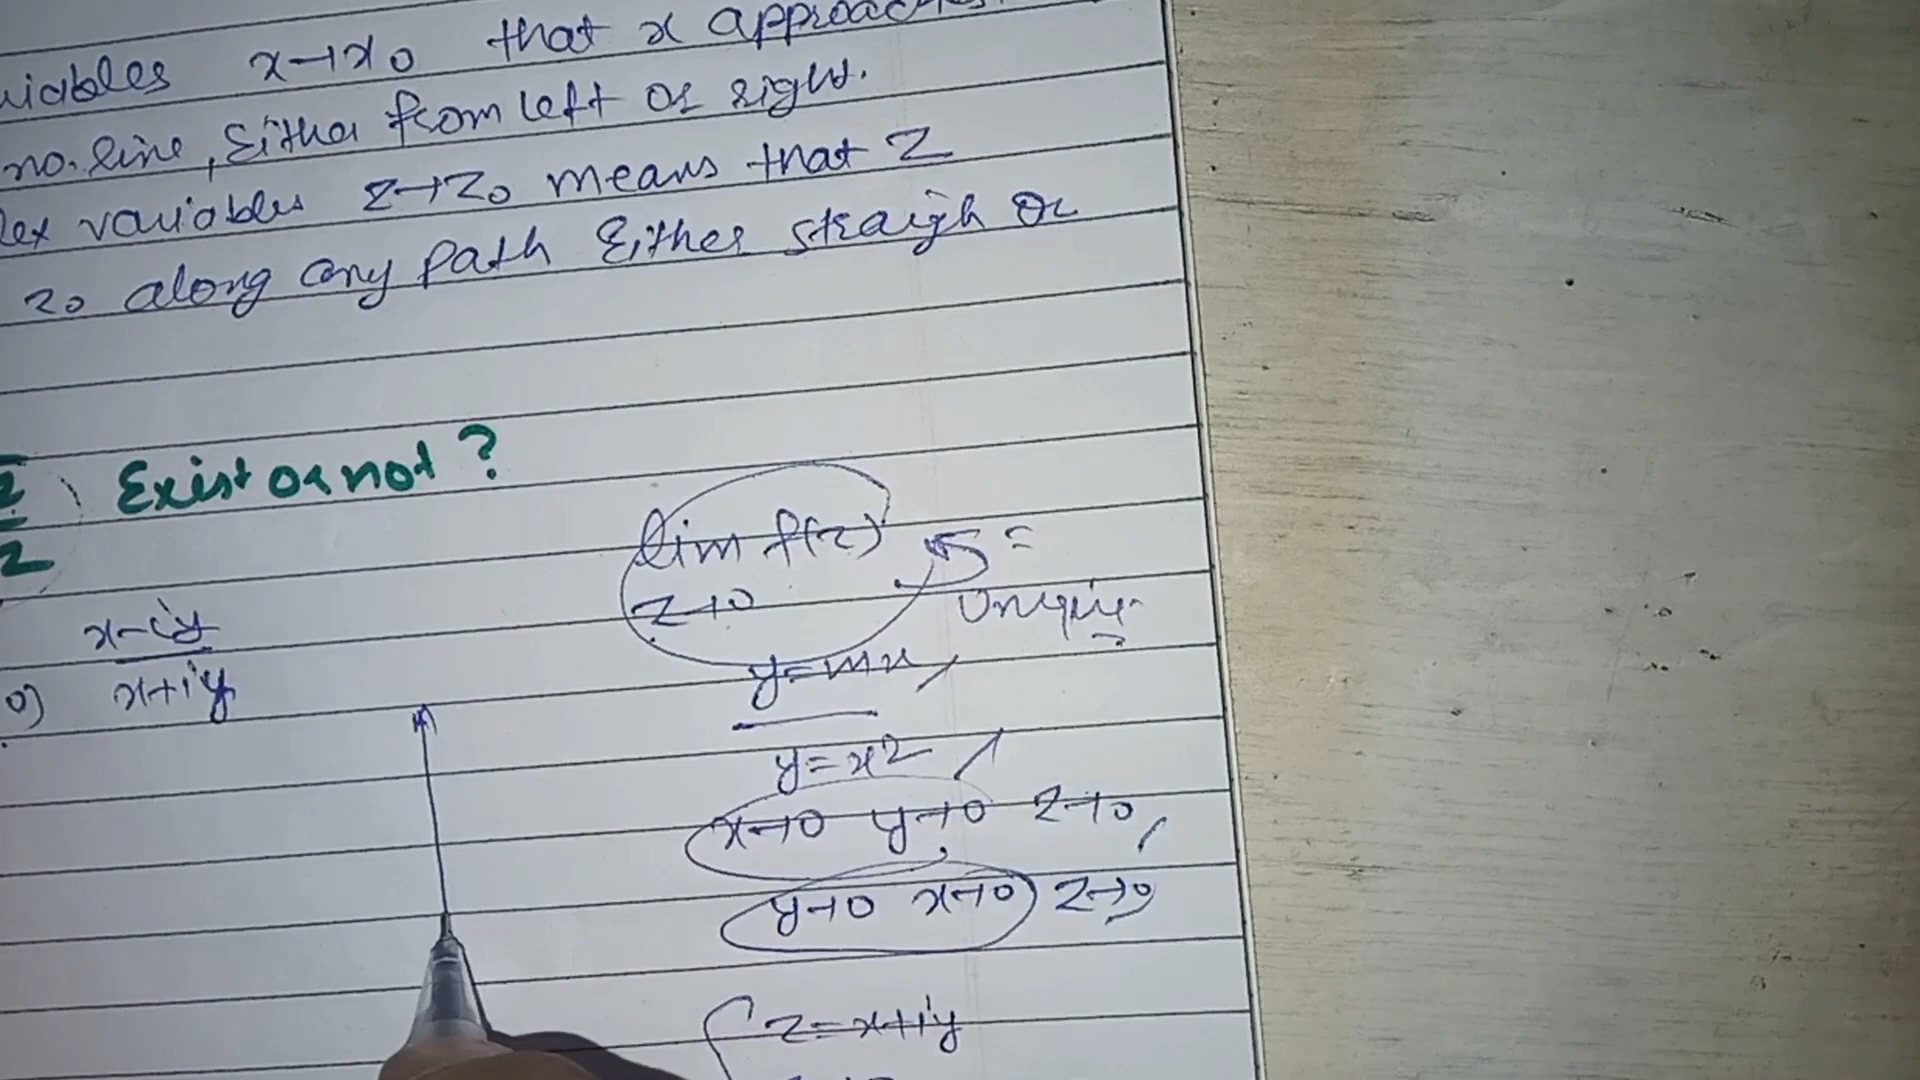 riables x→x0 that x approaches
no. line, Either from left or right.
lex variables z→z0 means that z
z0 along any path Either straigh or
Exist or not ?
z
lim f(z) =
z→0
Unique
x-iy
x+iy
0)
y=mx,
y=x2
x→0 y→0 z→0,
y→0 x→0 z→0
z=x+iy